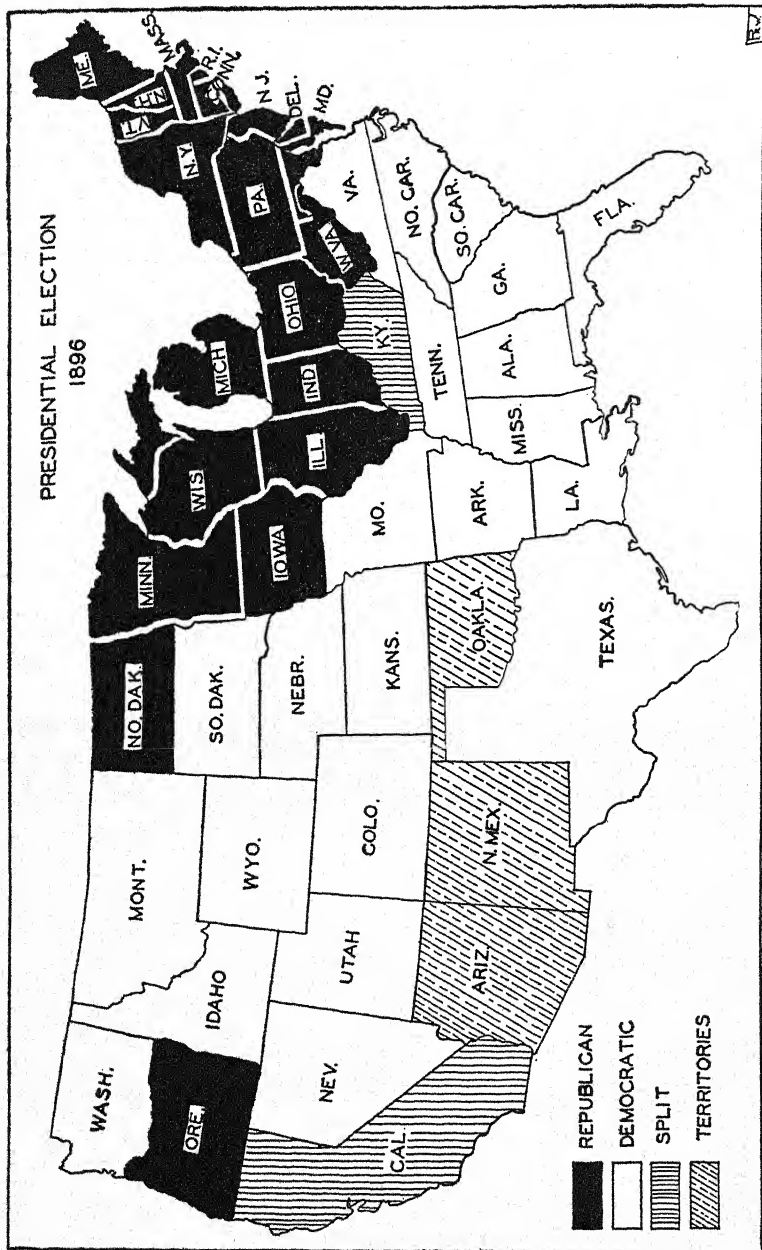 PRESIDENTIAL ELECTION
1896
WASH.
ORE.
CAL.
NEV.
IDAHO
MONT.
WYO.
UTAH
COLO.
ARIZ.
N.MEX.
NO. DAK.
SO. DAK.
NEBR.
KANS.
OAKLA.
TEXAS.
MINN.
IOWA
MO.
ARK.
LA.
WIS.
ILL.
MICH
IND
OHIO
KY.
TENN.
MISS.
ALA.
GA.
FLA.
SO. CAR.
NO. CAR.
VA.
W.VA.
PA.
N.Y.
VT.
N.H.
ME.
MASS.
R.I.
CONN.
N.J.
DEL.
MD.
REPUBLICAN
DEMOCRATIC
SPLIT
TERRITORIES